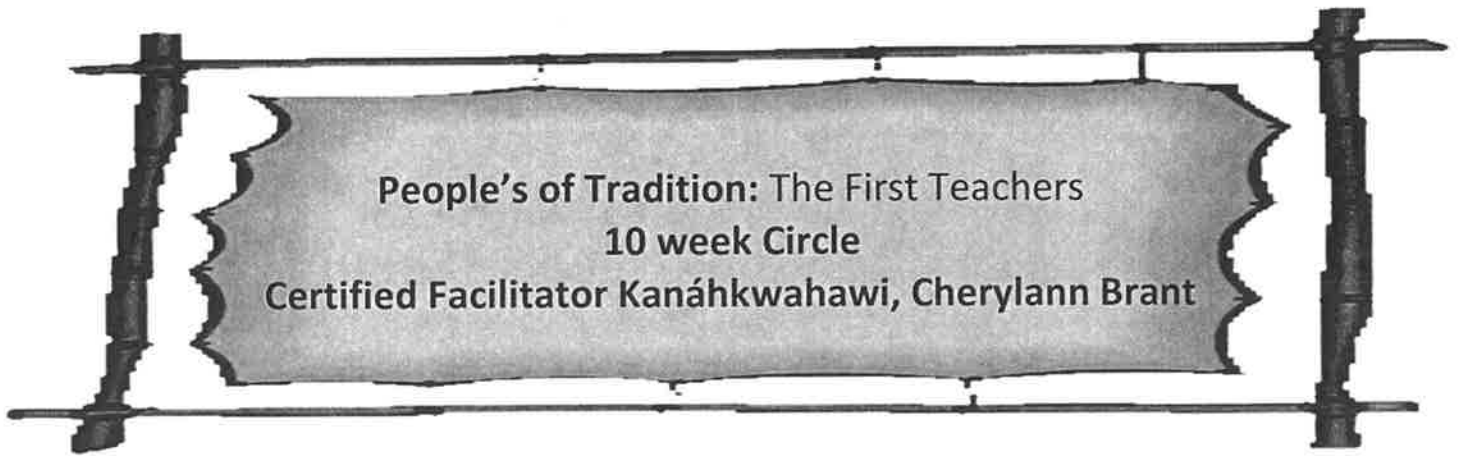 People's of Tradition: The First Teachers
10 week Circle
Certified Facilitator Kanáhkwahawi, Cherylann Brant